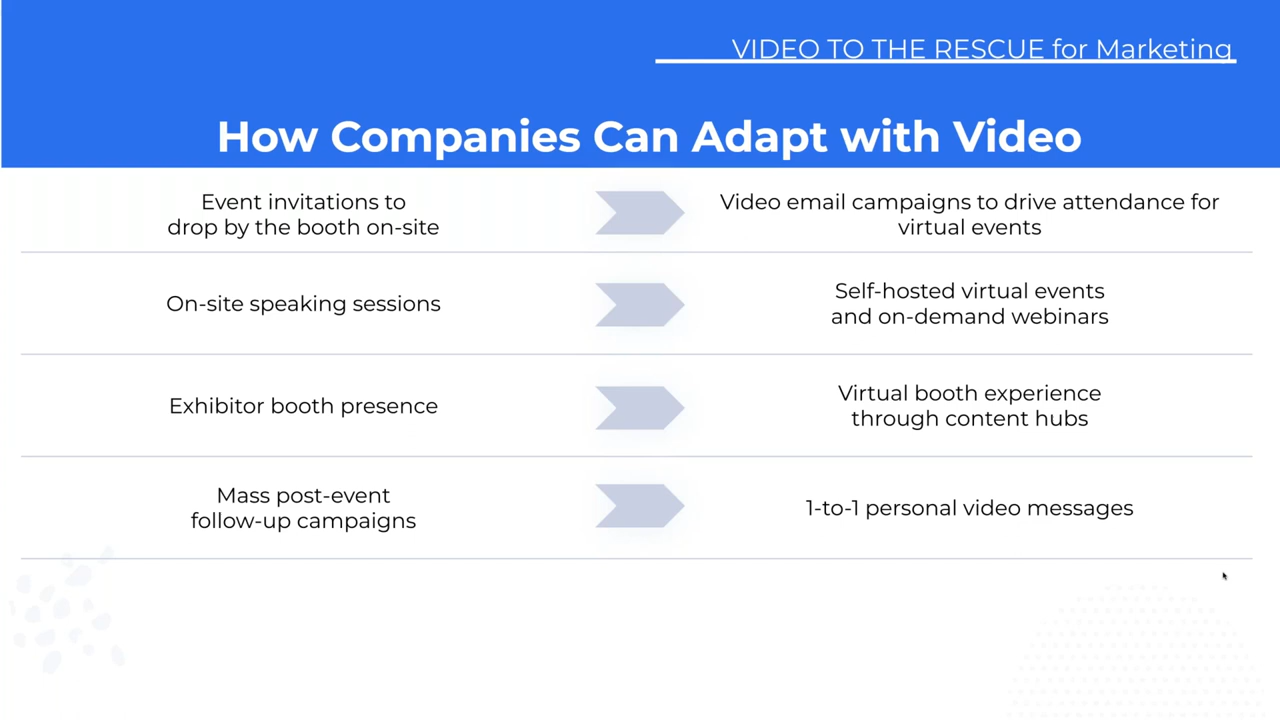 VIDEO TO THE RESCUE for Marketing
How Companies Can Adapt with Video
Event invitations to
drop by the booth on-site
Video email campaigns to drive attendance for
virtual events
On-site speaking sessions
Self-hosted virtual events
and on-demand webinars
Exhibitor booth presence
Virtual booth experience
through content hubs
Mass post-event
follow-up campaigns
1-to-1 personal video messages